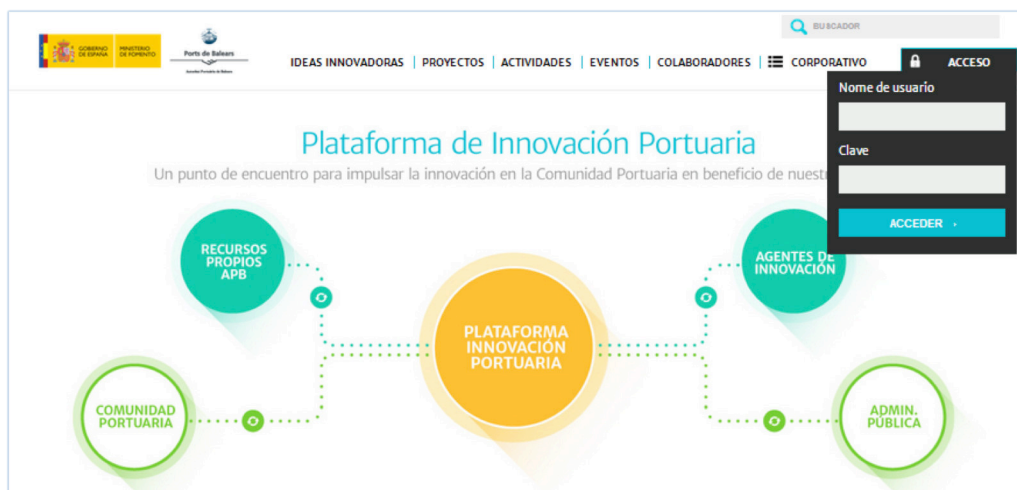 BUSCADOR
GOBIERNO MINISTERIO
DE ESPAÑA DE FOMENTO
Ports de Balears
IDEAS INNOVADORAS | PROYECTOS | ACTIVIDADES | EVENTOS | COLABORADORES | CORPORATIVO
ACCESO
Nome de usuario
Clave
ACCEDER
Plataforma de Innovación Portuaria
Un punto de encuentro para impulsar la innovación en la Comunidad Portuaria en beneficio de
RECURSOS
PROPIOS
APB
AGENTES DE
INNOVACIÓN
PLATAFORMA
INNOVACIÓN
PORTUARIA
COMUNIDAD
PORTUARIA
ADMIN.
PÚBLICA